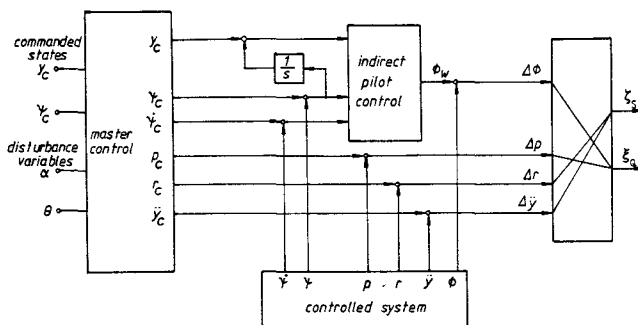 commanded
states
y_c
ψ_c
disturbance
variables
α
θ
master
control
y_c
ψ_c
ψ̇_c
p_c
r_c
ÿ_c
1/s
indirect
pilot
control
ϕ_w
Δϕ
Δp
Δr
Δÿ
ζ_s
ξ_a
ψ̇ ψ p r ÿ ϕ
controlled system